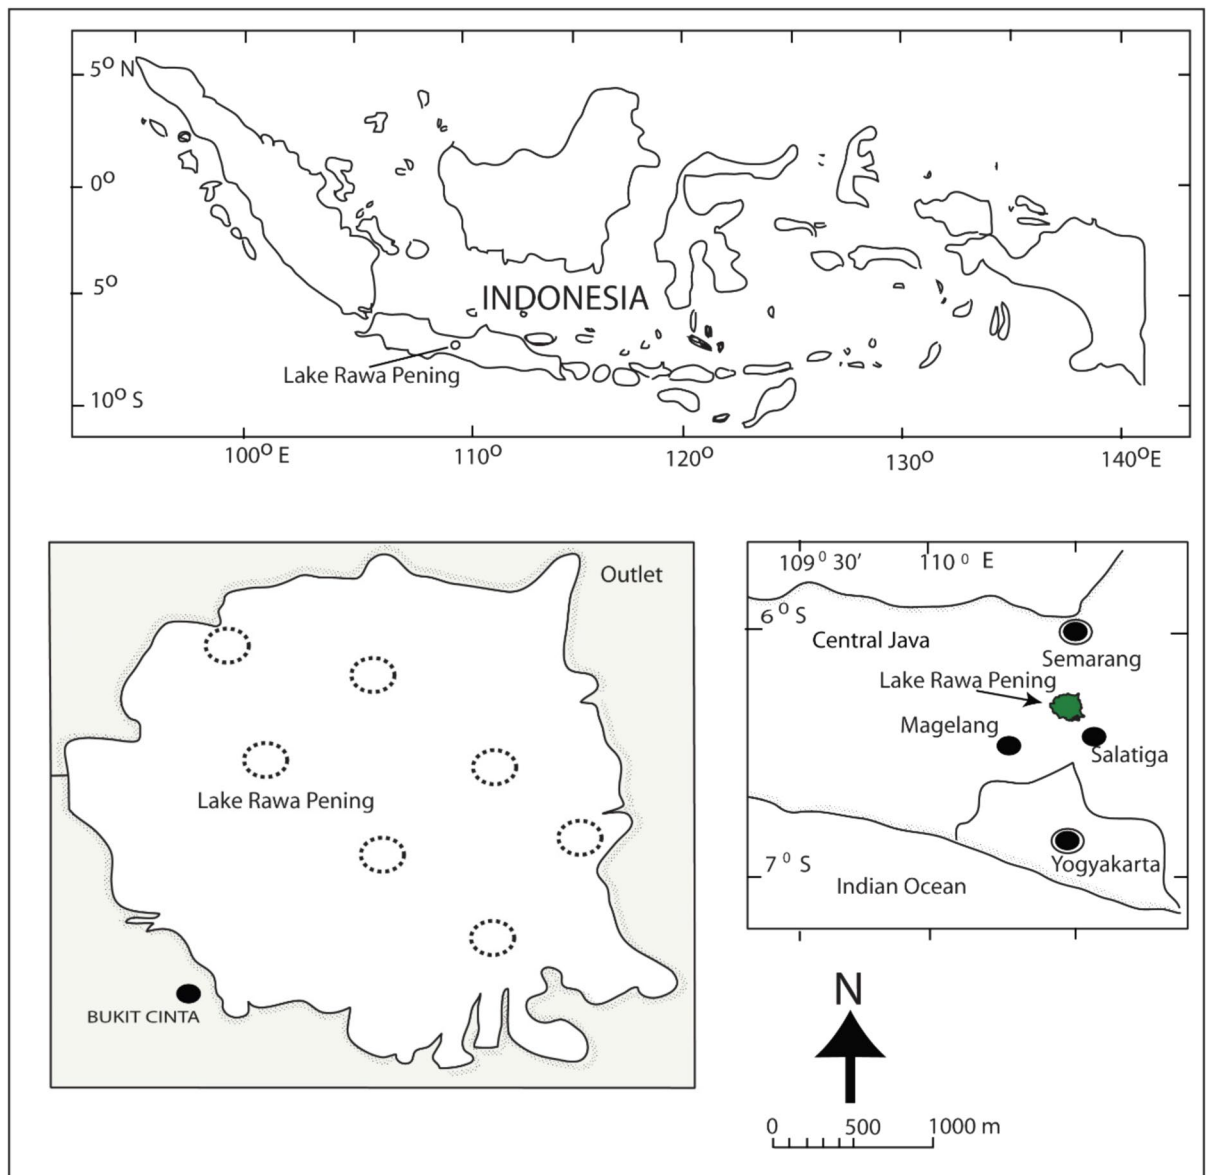 5° N
0°
5°
10° S
INDONESIA
Lake Rawa Pening
100° E
110°
120°
130°
140°E
Outlet
Lake Rawa Pening
BUKIT CINTA
109° 30’
110° E
6° S
Central Java
Semarang
Lake Rawa Pening
Magelang
Salatiga
7° S
Yogyakarta
Indian Ocean
N
0 500 1000 m